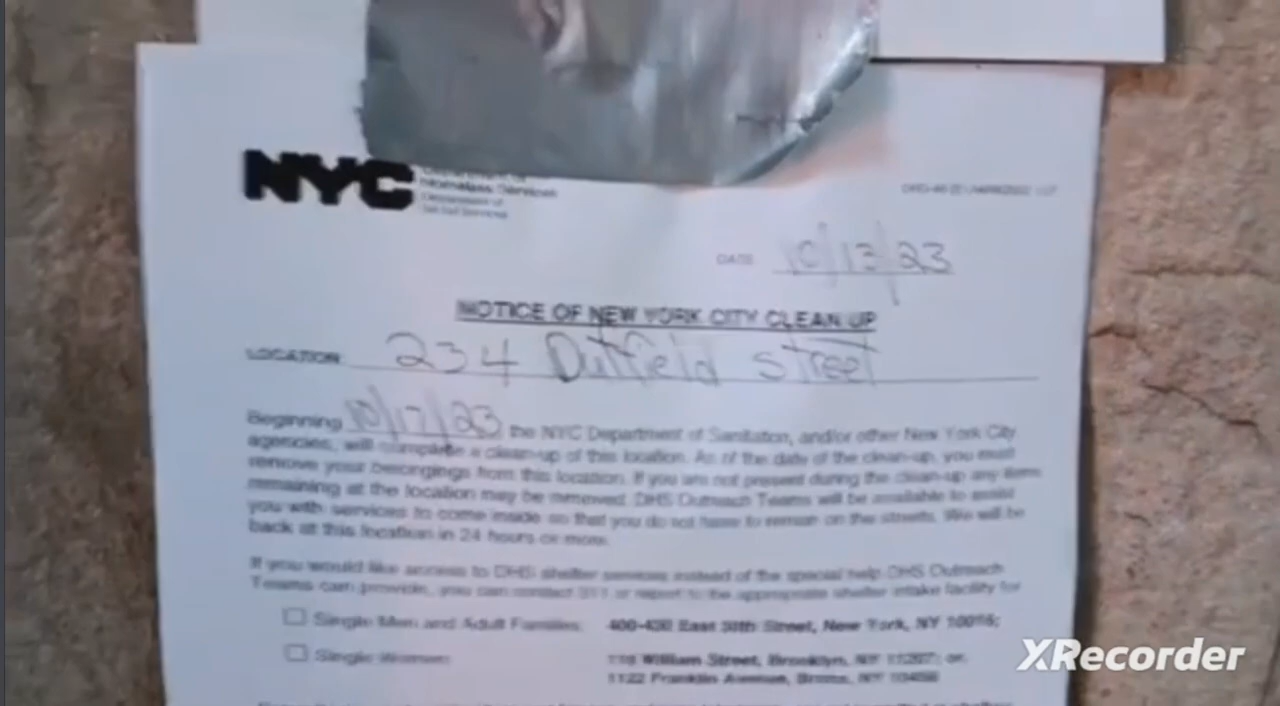 NYC
Homeless Services
Department of
Social Services
DATE 10/13/23
NOTICE OF NEW YORK CITY CLEAN UP
LOCATION 234 Duffield street
Beginning 10/17/23 the NYC Department of Sanitation, and/or other New York City
agencies, will complete a clean-up of this location. As of the date of the clean-up, you must
remove your belongings from this location. If you are not present during the clean-up any items
remaining at the location may be removed. DHS Outreach Teams will be available to assist
you with services to come inside so that you do not have to remain on the streets. We will be
back at this location in 24 hours or more.
If you would like access to DHS shelter services instead of the special help DHS Outreach
Teams can provide, you can contact 311 or report to the appropriate shelter intake facility for
Single Men and Adult Families: 400-430 East 30th Street, New York, NY 10016;
Single Women: 116 William Street, Brooklyn, NY 11207; or
1122 Franklin Avenue, Bronx, NY 10456
XRecorder